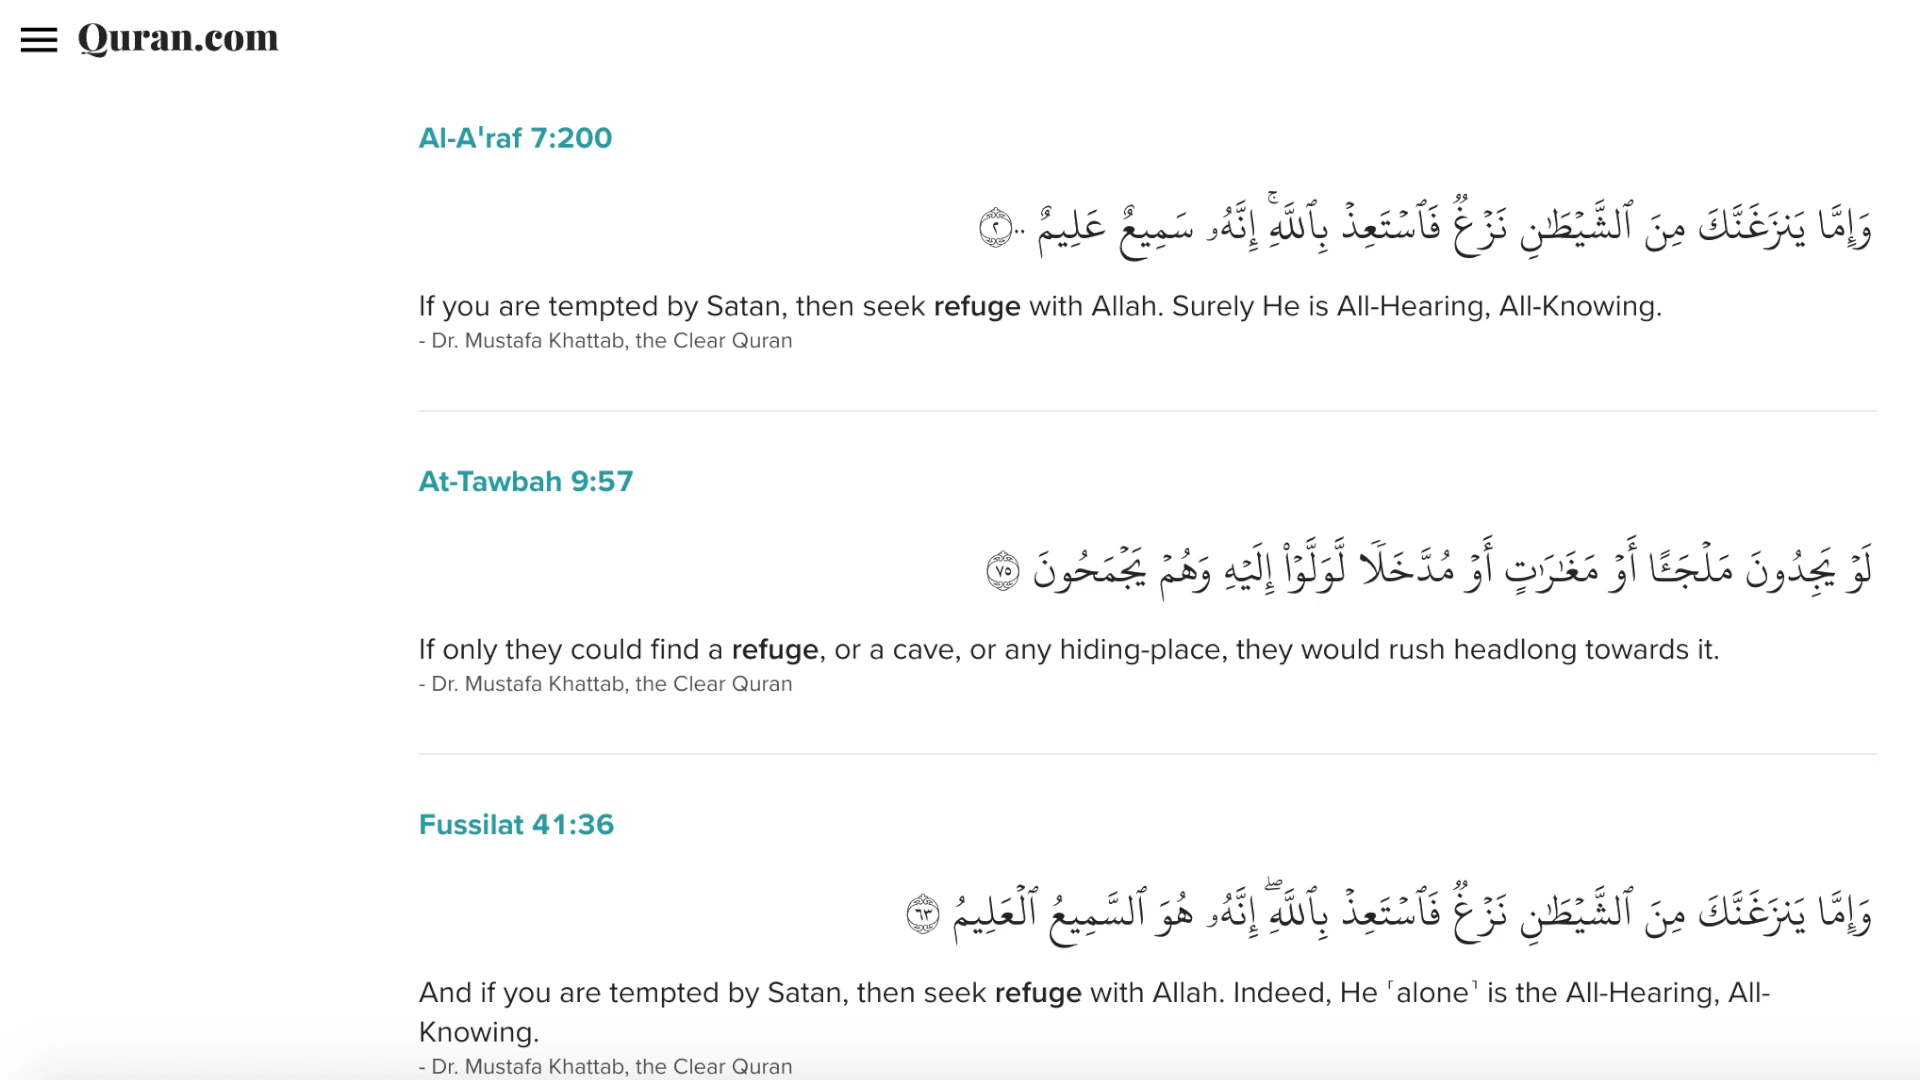 Quran.com
Al-A'raf 7:200
وَإِمَّا يَنزَغَنَّكَ مِنَ ٱلشَّيْطَـٰنِ نَزْغٌۭ فَٱسْتَعِذْ بِٱللَّهِ ۚ إِنَّهُۥ سَمِيعٌ عَلِيمٌ ٢٠٠
If you are tempted by Satan, then seek refuge with Allah. Surely He is All-Hearing, All-Knowing.
- Dr. Mustafa Khattab, the Clear Quran
At-Tawbah 9:57
لَوْ يَجِدُونَ مَلْجَـًٔا أَوْ مَغَـٰرَٰتٍ أَوْ مُدَّخَلًۭا لَّوَلَّوْا۟ إِلَيْهِ وَهُمْ يَجْمَحُونَ ٧٥
If only they could find a refuge, or a cave, or any hiding-place, they would rush headlong towards it.
- Dr. Mustafa Khattab, the Clear Quran
Fussilat 41:36
وَإِمَّا يَنزَغَنَّكَ مِنَ ٱلشَّيْطَـٰنِ نَزْغٌۭ فَٱسْتَعِذْ بِٱللَّهِ ۖ إِنَّهُۥ هُوَ ٱلسَّمِيعُ ٱلْعَلِيمُ ٦٣
And if you are tempted by Satan, then seek refuge with Allah. Indeed, He ˹alone˺ is the All-Hearing, All-
Knowing.
- Dr. Mustafa Khattab, the Clear Quran